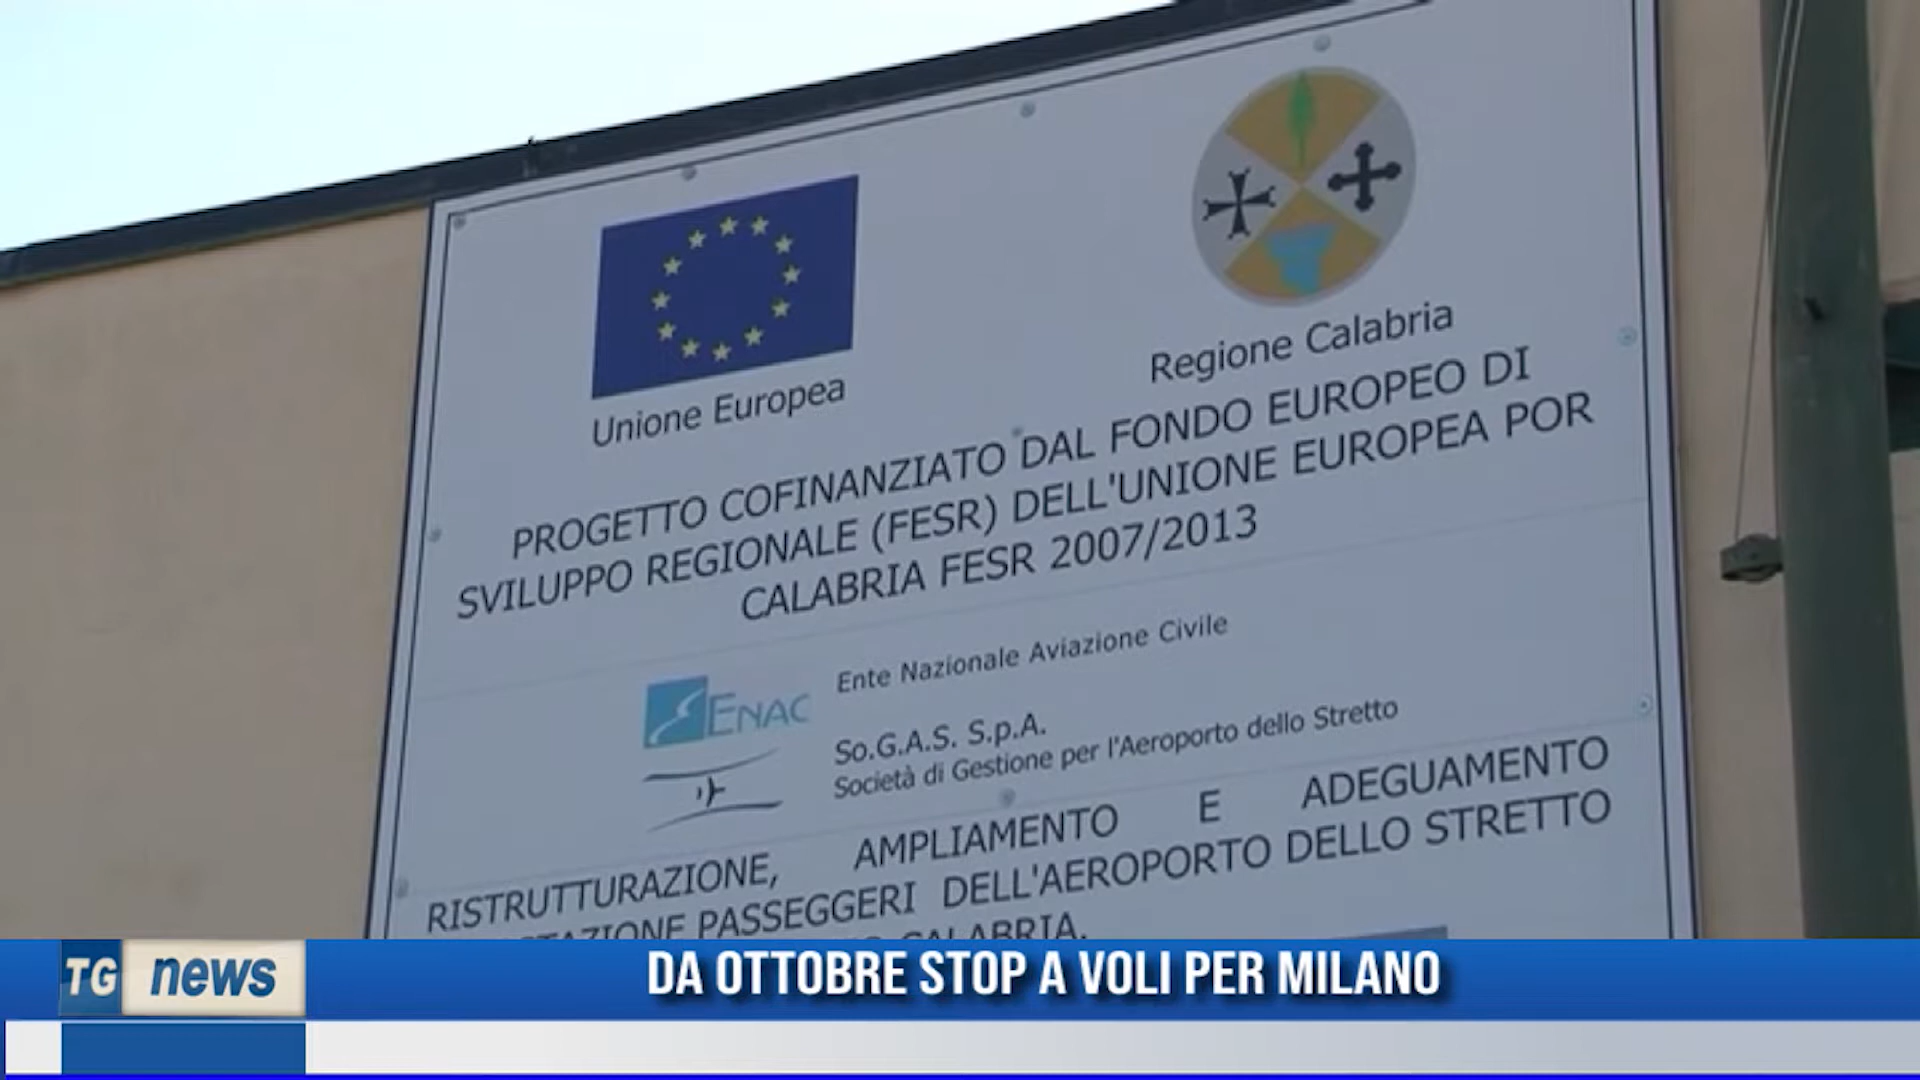 Unione Europea
Regione Calabria
PROGETTO COFINANZIATO DAL FONDO EUROPEO DI
SVILUPPO REGIONALE (FESR) DELL'UNIONE EUROPEA POR
CALABRIA FESR 2007/2013
ENAC
Ente Nazionale Aviazione Civile
So.G.A.S. S.p.A.
Società di Gestione per l'Aeroporto dello Stretto
RISTRUTTURAZIONE, AMPLIAMENTO E ADEGUAMENTO
PASSEGGERI DELL'AEROPORTO DELLO STRETTO
CALABRIA.
TG news
DA OTTOBRE STOP A VOLI PER MILANO